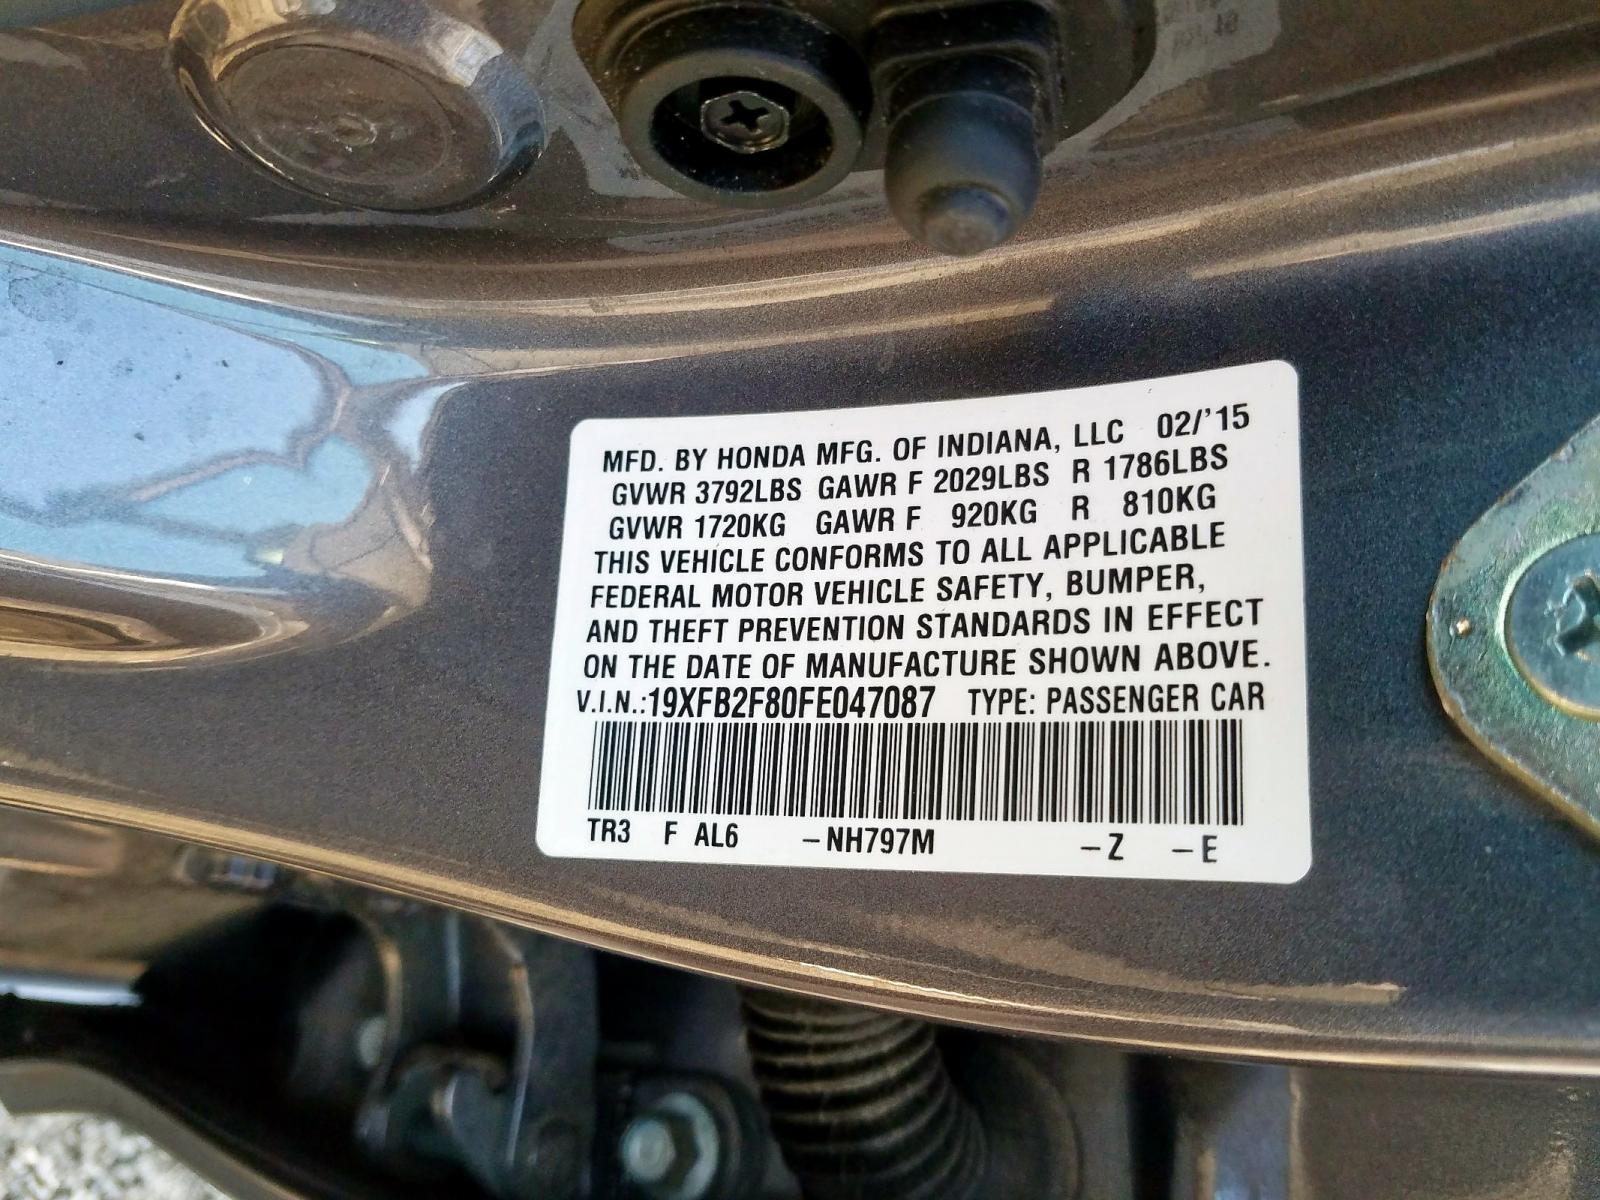 MFD. BY HONDA MFG. OF INDIANA, LLC 02/'15
GVWR 3792LBS GAWR F 2029LBS R 1786LBS
GVWR 1720KG GAWR F 920KG R 810KG
THIS VEHICLE CONFORMS TO ALL APPLICABLE
FEDERAL MOTOR VEHICLE SAFETY, BUMPER,
AND THEFT PREVENTION STANDARDS IN EFFECT
ON THE DATE OF MANUFACTURE SHOWN ABOVE.
V.I.N.:19XFB2F80FE047087 TYPE: PASSENGER CAR
TR3 F AL6 -NH797M -Z -E